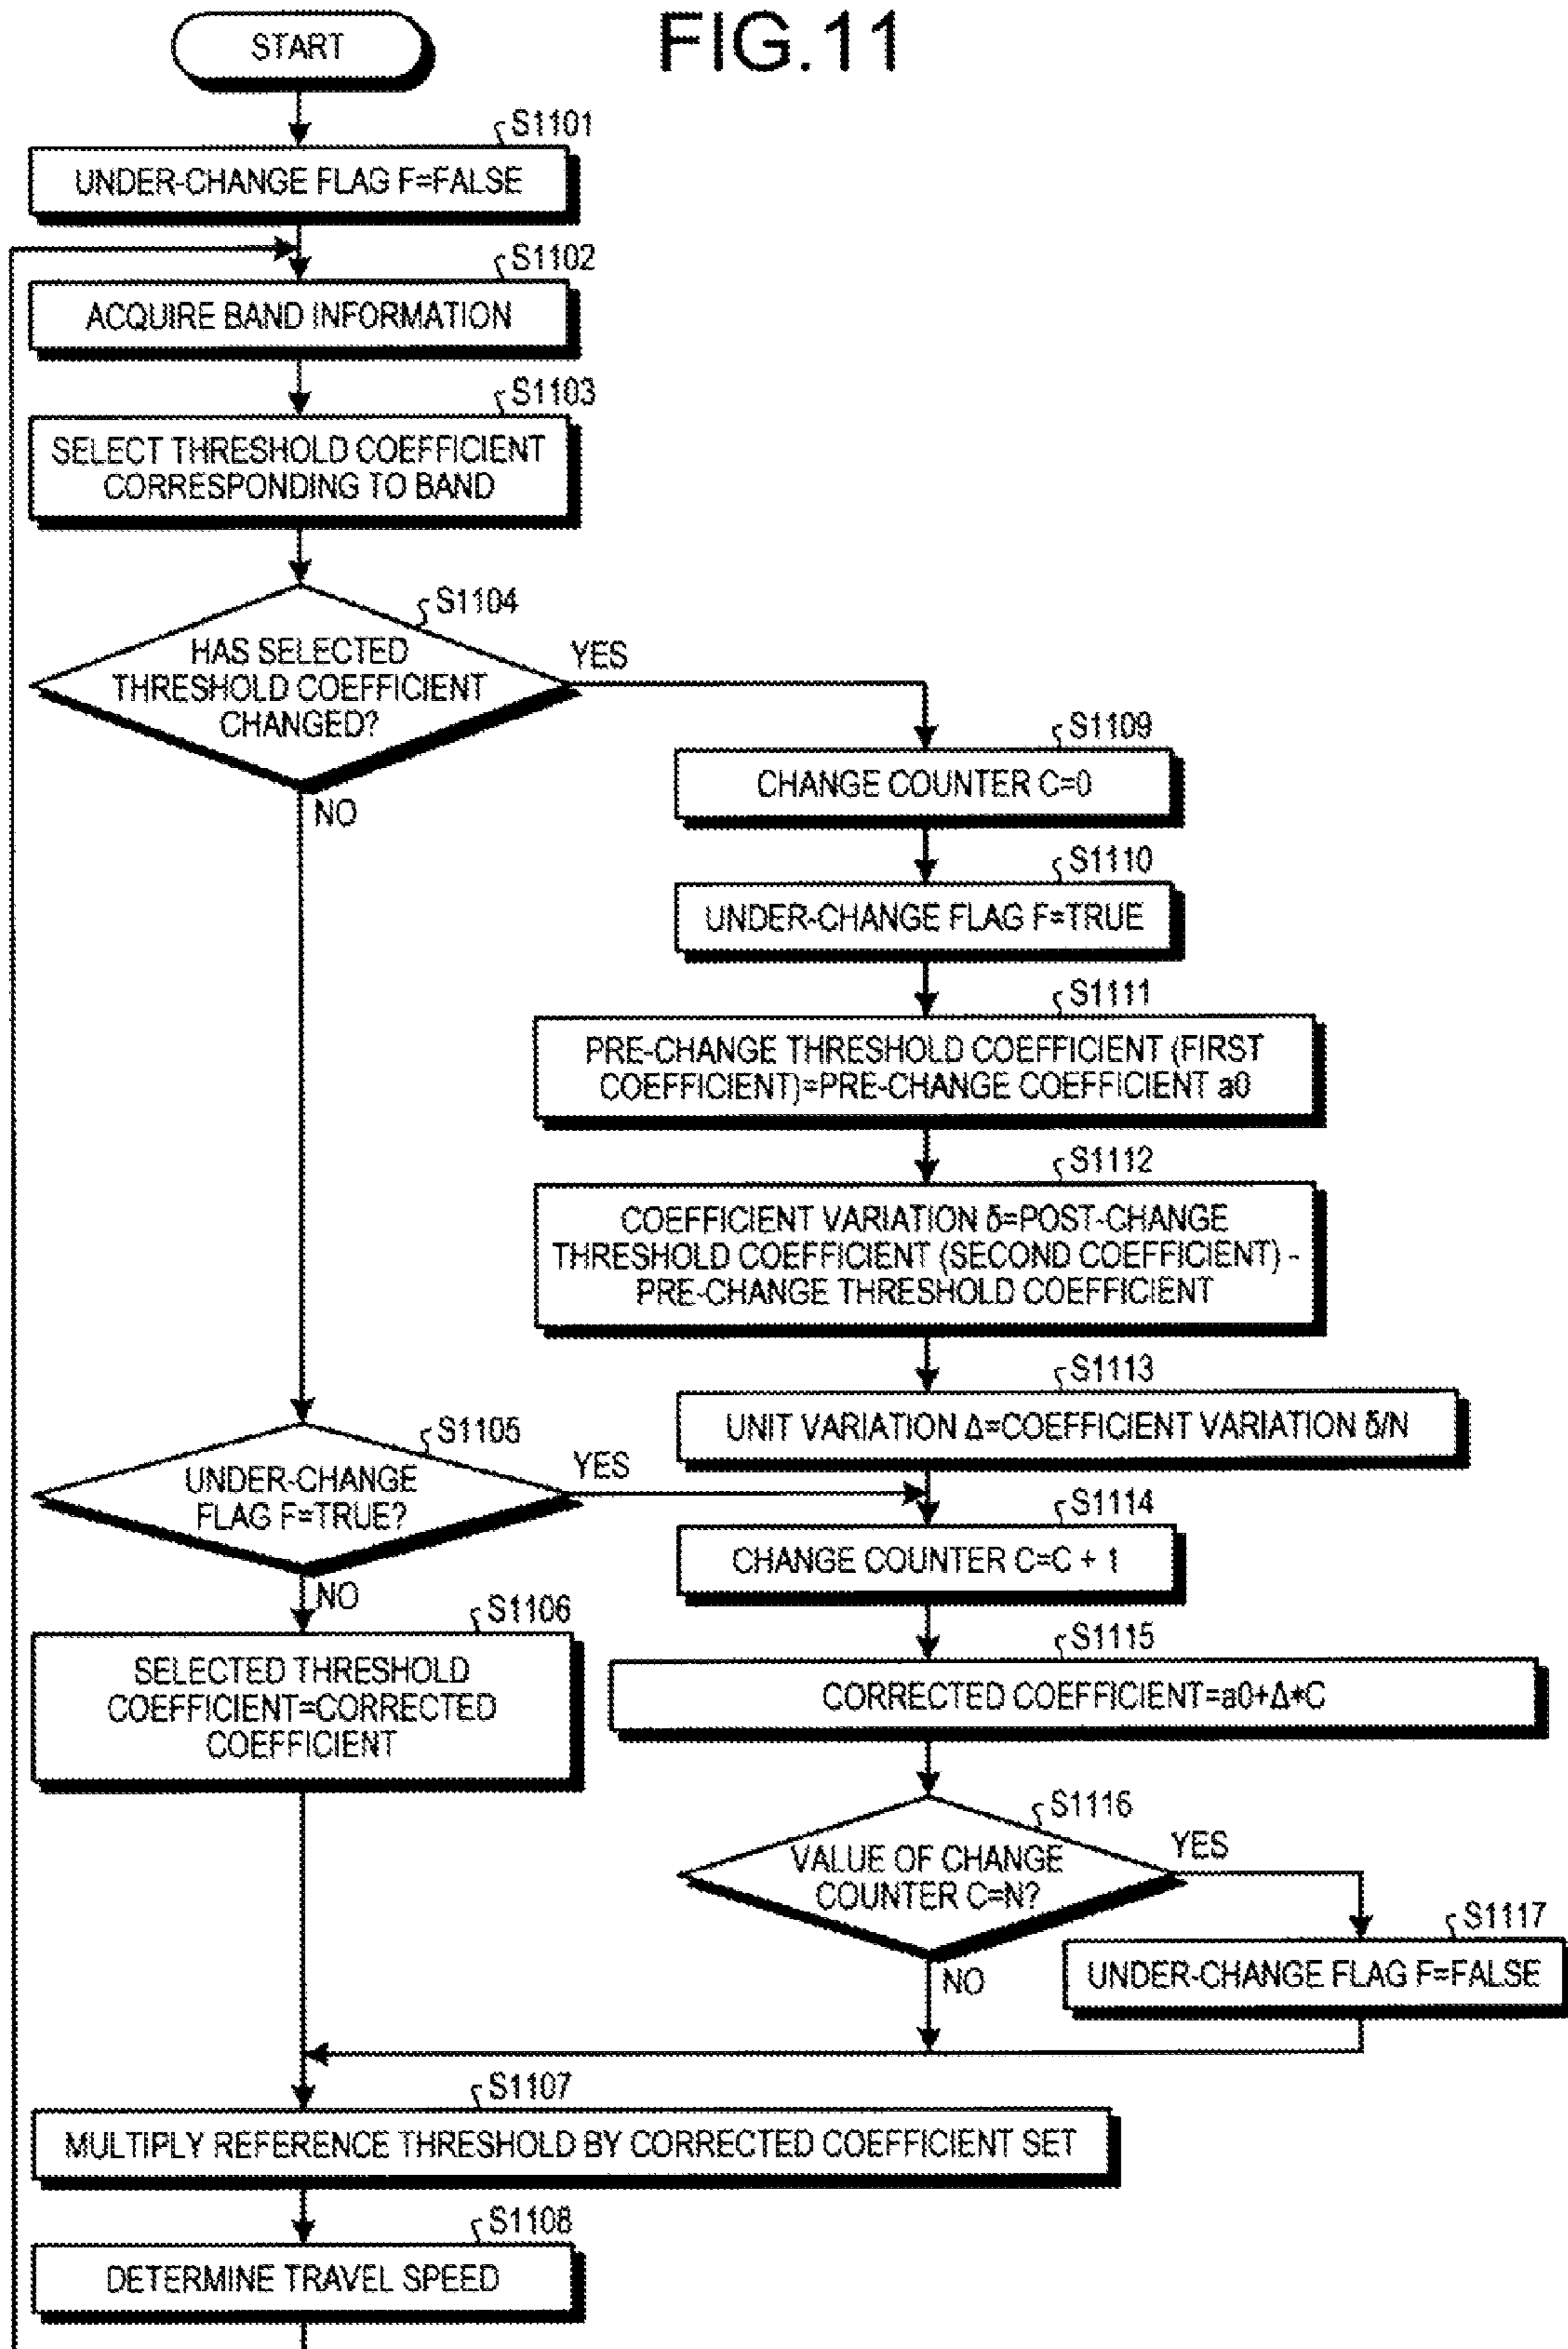 FIG.11
START
S1101
UNDER-CHANGE FLAG F=FALSE
S1102
ACQUIRE BAND INFORMATION
S1103
SELECT THRESHOLD COEFFICIENT
CORRESPONDING TO BAND
S1104
HAS SELECTED
THRESHOLD COEFFICIENT
CHANGED?
YES
NO
S1109
CHANGE COUNTER C=0
S1110
UNDER-CHANGE FLAG F=TRUE
S1111
PRE-CHANGE THRESHOLD COEFFICIENT (FIRST
COEFFICIENT)=PRE-CHANGE COEFFICIENT a0
S1112
COEFFICIENT VARIATION δ=POST-CHANGE
THRESHOLD COEFFICIENT (SECOND COEFFICIENT) -
PRE-CHANGE THRESHOLD COEFFICIENT
S1113
UNIT VARIATION Δ=COEFFICIENT VARIATION δ/N
S1105
UNDER-CHANGE
FLAG F=TRUE?
YES
NO
S1114
CHANGE COUNTER C=C + 1
S1106
SELECTED THRESHOLD
COEFFICIENT=CORRECTED
COEFFICIENT
S1115
CORRECTED COEFFICIENT=a0+Δ*C
S1116
VALUE OF CHANGE
COUNTER C=N?
YES
NO
S1117
UNDER-CHANGE FLAG F=FALSE
S1107
MULTIPLY REFERENCE THRESHOLD BY CORRECTED COEFFICIENT SET
S1108
DETERMINE TRAVEL SPEED